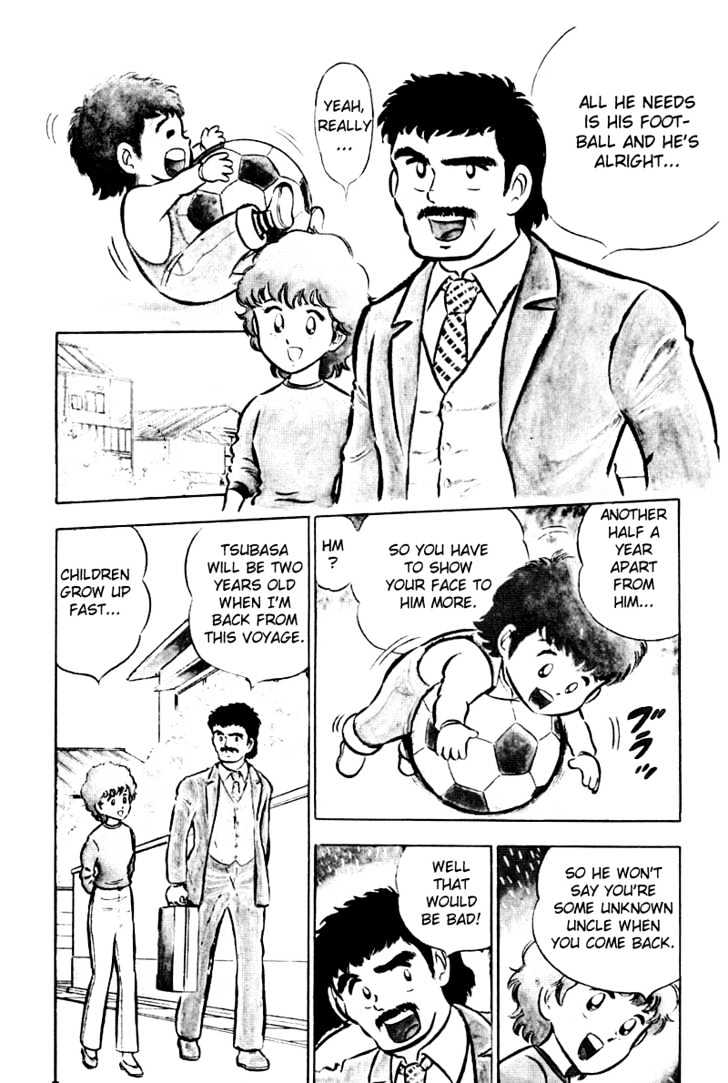 ALL HE NEEDS
IS HIS FOOT-
BALL AND HE'S
ALRIGHT...
YEAH,
REALLY
...
ANOTHER
HALF A
YEAR
APART
FROM
HIM...
SO YOU HAVE
TO SHOW
YOUR FACE TO
HIM MORE.
HM
?
ブラッ
TSUBASA
WILL BE TWO
YEARS OLD
WHEN I'M
BACK FROM
THIS VOYAGE.
CHILDREN
GROW UP
FAST...
SO HE WON'T
SAY YOU'RE
SOME UNKNOWN
UNCLE WHEN
YOU COME BACK.
WELL
THAT
WOULD
BE BAD!